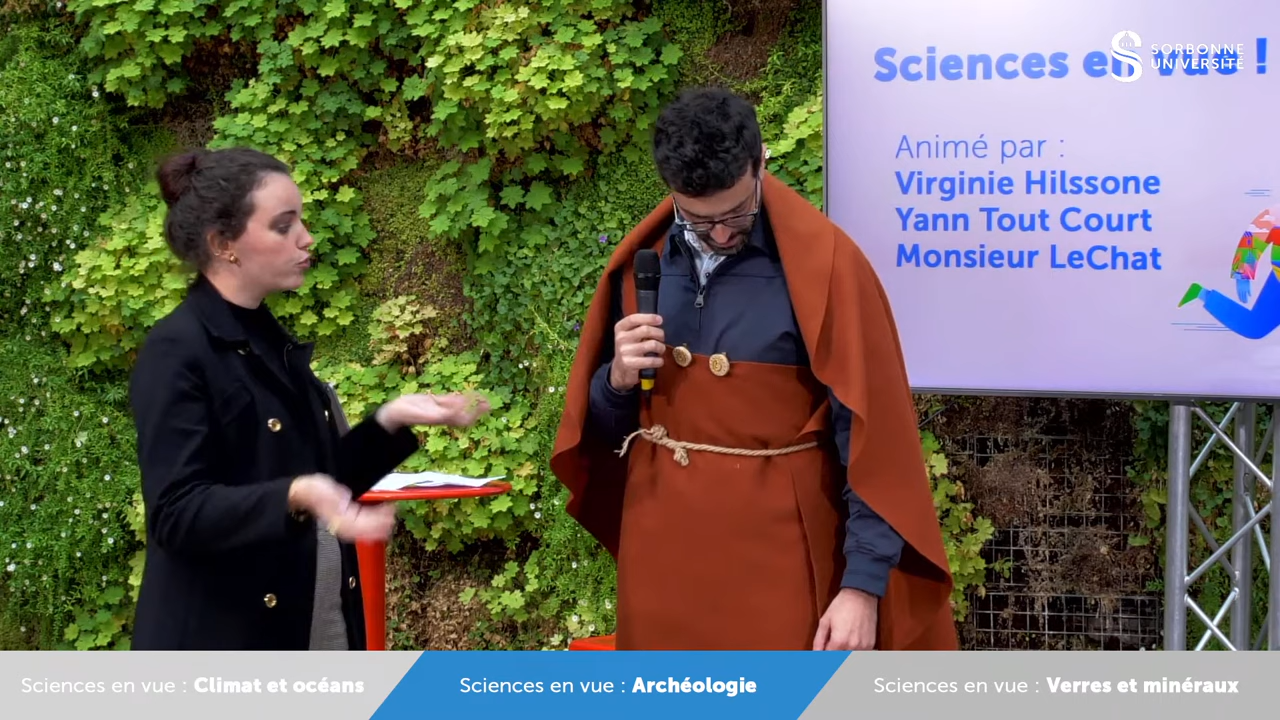 Sciences en vue !
SORBONNE
UNIVERSITÉ
Animé par :
Virginie Hilssone
Yann Tout Court
Monsieur LeChat
Sciences en vue : Climat et océans
Sciences en vue : Archéologie
Sciences en vue : Verres et minéraux